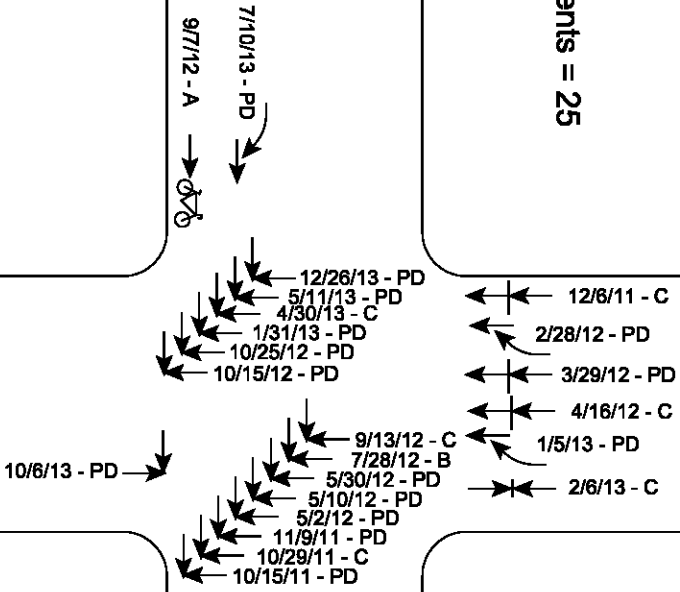 9/7/12 - A
7/10/13 - PD
ents = 25
12/26/13 - PD
5/11/13 - PD
4/30/13 - C
1/31/13 - PD
10/25/12 - PD
10/15/12 - PD
12/6/11 - C
2/28/12 - PD
3/29/12 - PD
4/16/12 - C
1/5/13 - PD
2/6/13 - C
10/6/13 - PD
9/13/12 - C
7/28/12 - B
5/30/12 - PD
5/10/12 - PD
5/2/12 - PD
11/9/11 - PD
10/29/11 - C
10/15/11 - PD